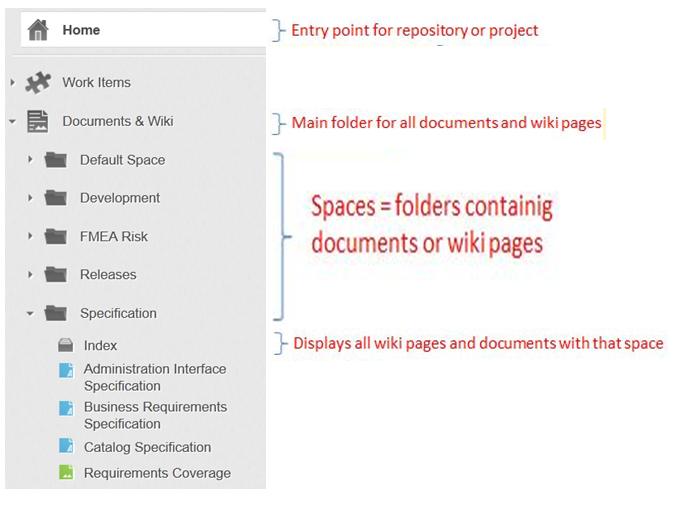 Home
Entry point for repository or project
Work Items
Documents & Wiki
Main folder for all documents and wiki pages
Default Space
Development
FMEA Risk
Releases
Specification
Spaces = folders containig
documents or wiki pages
Index
Displays all wiki pages and documents with that space
Administration Interface
Specification
Business Requirements
Specification
Catalog Specification
Requirements Coverage